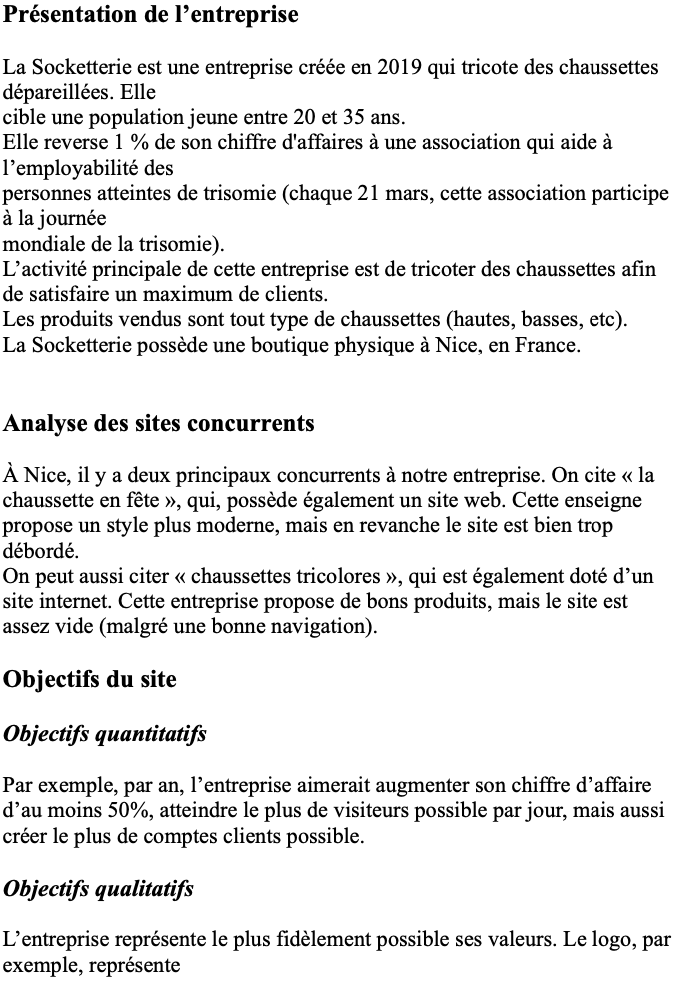 Présentation de l’entreprise
La Socketterie est une entreprise créée en 2019 qui tricote des chaussettes
dépareillées. Elle
cible une population jeune entre 20 et 35 ans.
Elle reverse 1 % de son chiffre d'affaires à une association qui aide à
l’employabilité des
personnes atteintes de trisomie (chaque 21 mars, cette association participe
à la journée
mondiale de la trisomie).
L’activité principale de cette entreprise est de tricoter des chaussettes afin
de satisfaire un maximum de clients.
Les produits vendus sont tout type de chaussettes (hautes, basses, etc).
La Socketterie possède une boutique physique à Nice, en France.
Analyse des sites concurrents
À Nice, il y a deux principaux concurrents à notre entreprise. On cite « la
chaussette en fête », qui, possède également un site web. Cette enseigne
propose un style plus moderne, mais en revanche le site est bien trop
débordé.
On peut aussi citer « chaussettes tricolores », qui est également doté d’un
site internet. Cette entreprise propose de bons produits, mais le site est
assez vide (malgré une bonne navigation).
Objectifs du site
Objectifs quantitatifs
Par exemple, par an, l’entreprise aimerait augmenter son chiffre d’affaire
d’au moins 50%, atteindre le plus de visiteurs possible par jour, mais aussi
créer le plus de comptes clients possible.
Objectifs qualitatifs
L’entreprise représente le plus fidèlement possible ses valeurs. Le logo, par
exemple, représente